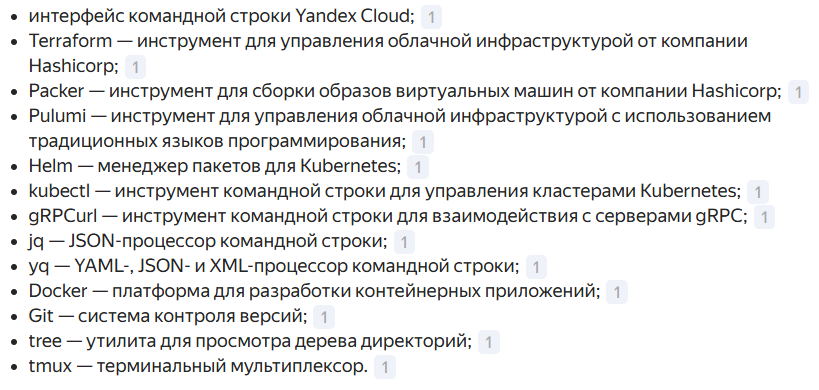 • интерфейс командной строки Yandex Cloud; 1
• Terraform — инструмент для управления облачной инфраструктурой от компании
Hashicorp; 1
• Packer — инструмент для сборки образов виртуальных машин от компании Hashicorp; 1
• Pulumi — инструмент для управления облачной инфраструктурой с использованием
традиционных языков программирования; 1
• Helm — менеджер пакетов для Kubernetes; 1
• kubectl — инструмент командной строки для управления кластерами Kubernetes; 1
• gRPCurl — инструмент командной строки для взаимодействия с серверами gRPC; 1
• jq — JSON-процессор командной строки; 1
• yq — YAML-, JSON- и XML-процессор командной строки; 1
• Docker — платформа для разработки контейнерных приложений; 1
• Git — система контроля версий; 1
• tree — утилита для просмотра дерева директорий; 1
• tmux — терминальный мультиплексор. 1